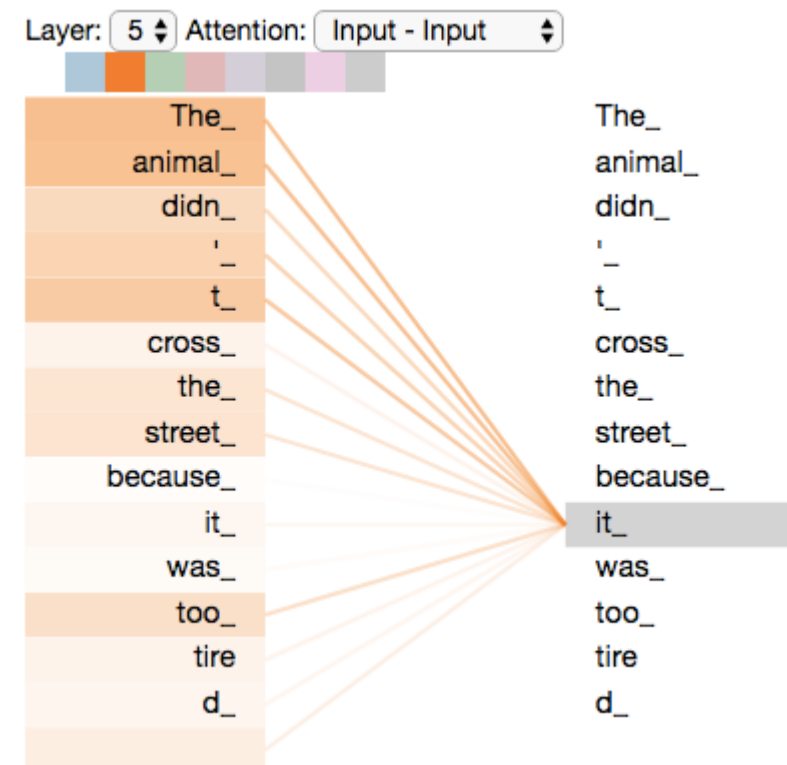 Layer: 5 Attention: Input - Input
The_ The_
animal_ animal_
didn_ didn_
'_ '_
t_ t_
cross_ cross_
the_ the_
street_ street_
because_ because_
it_ it_
was_ was_
too_ too_
tire tire
d_ d_